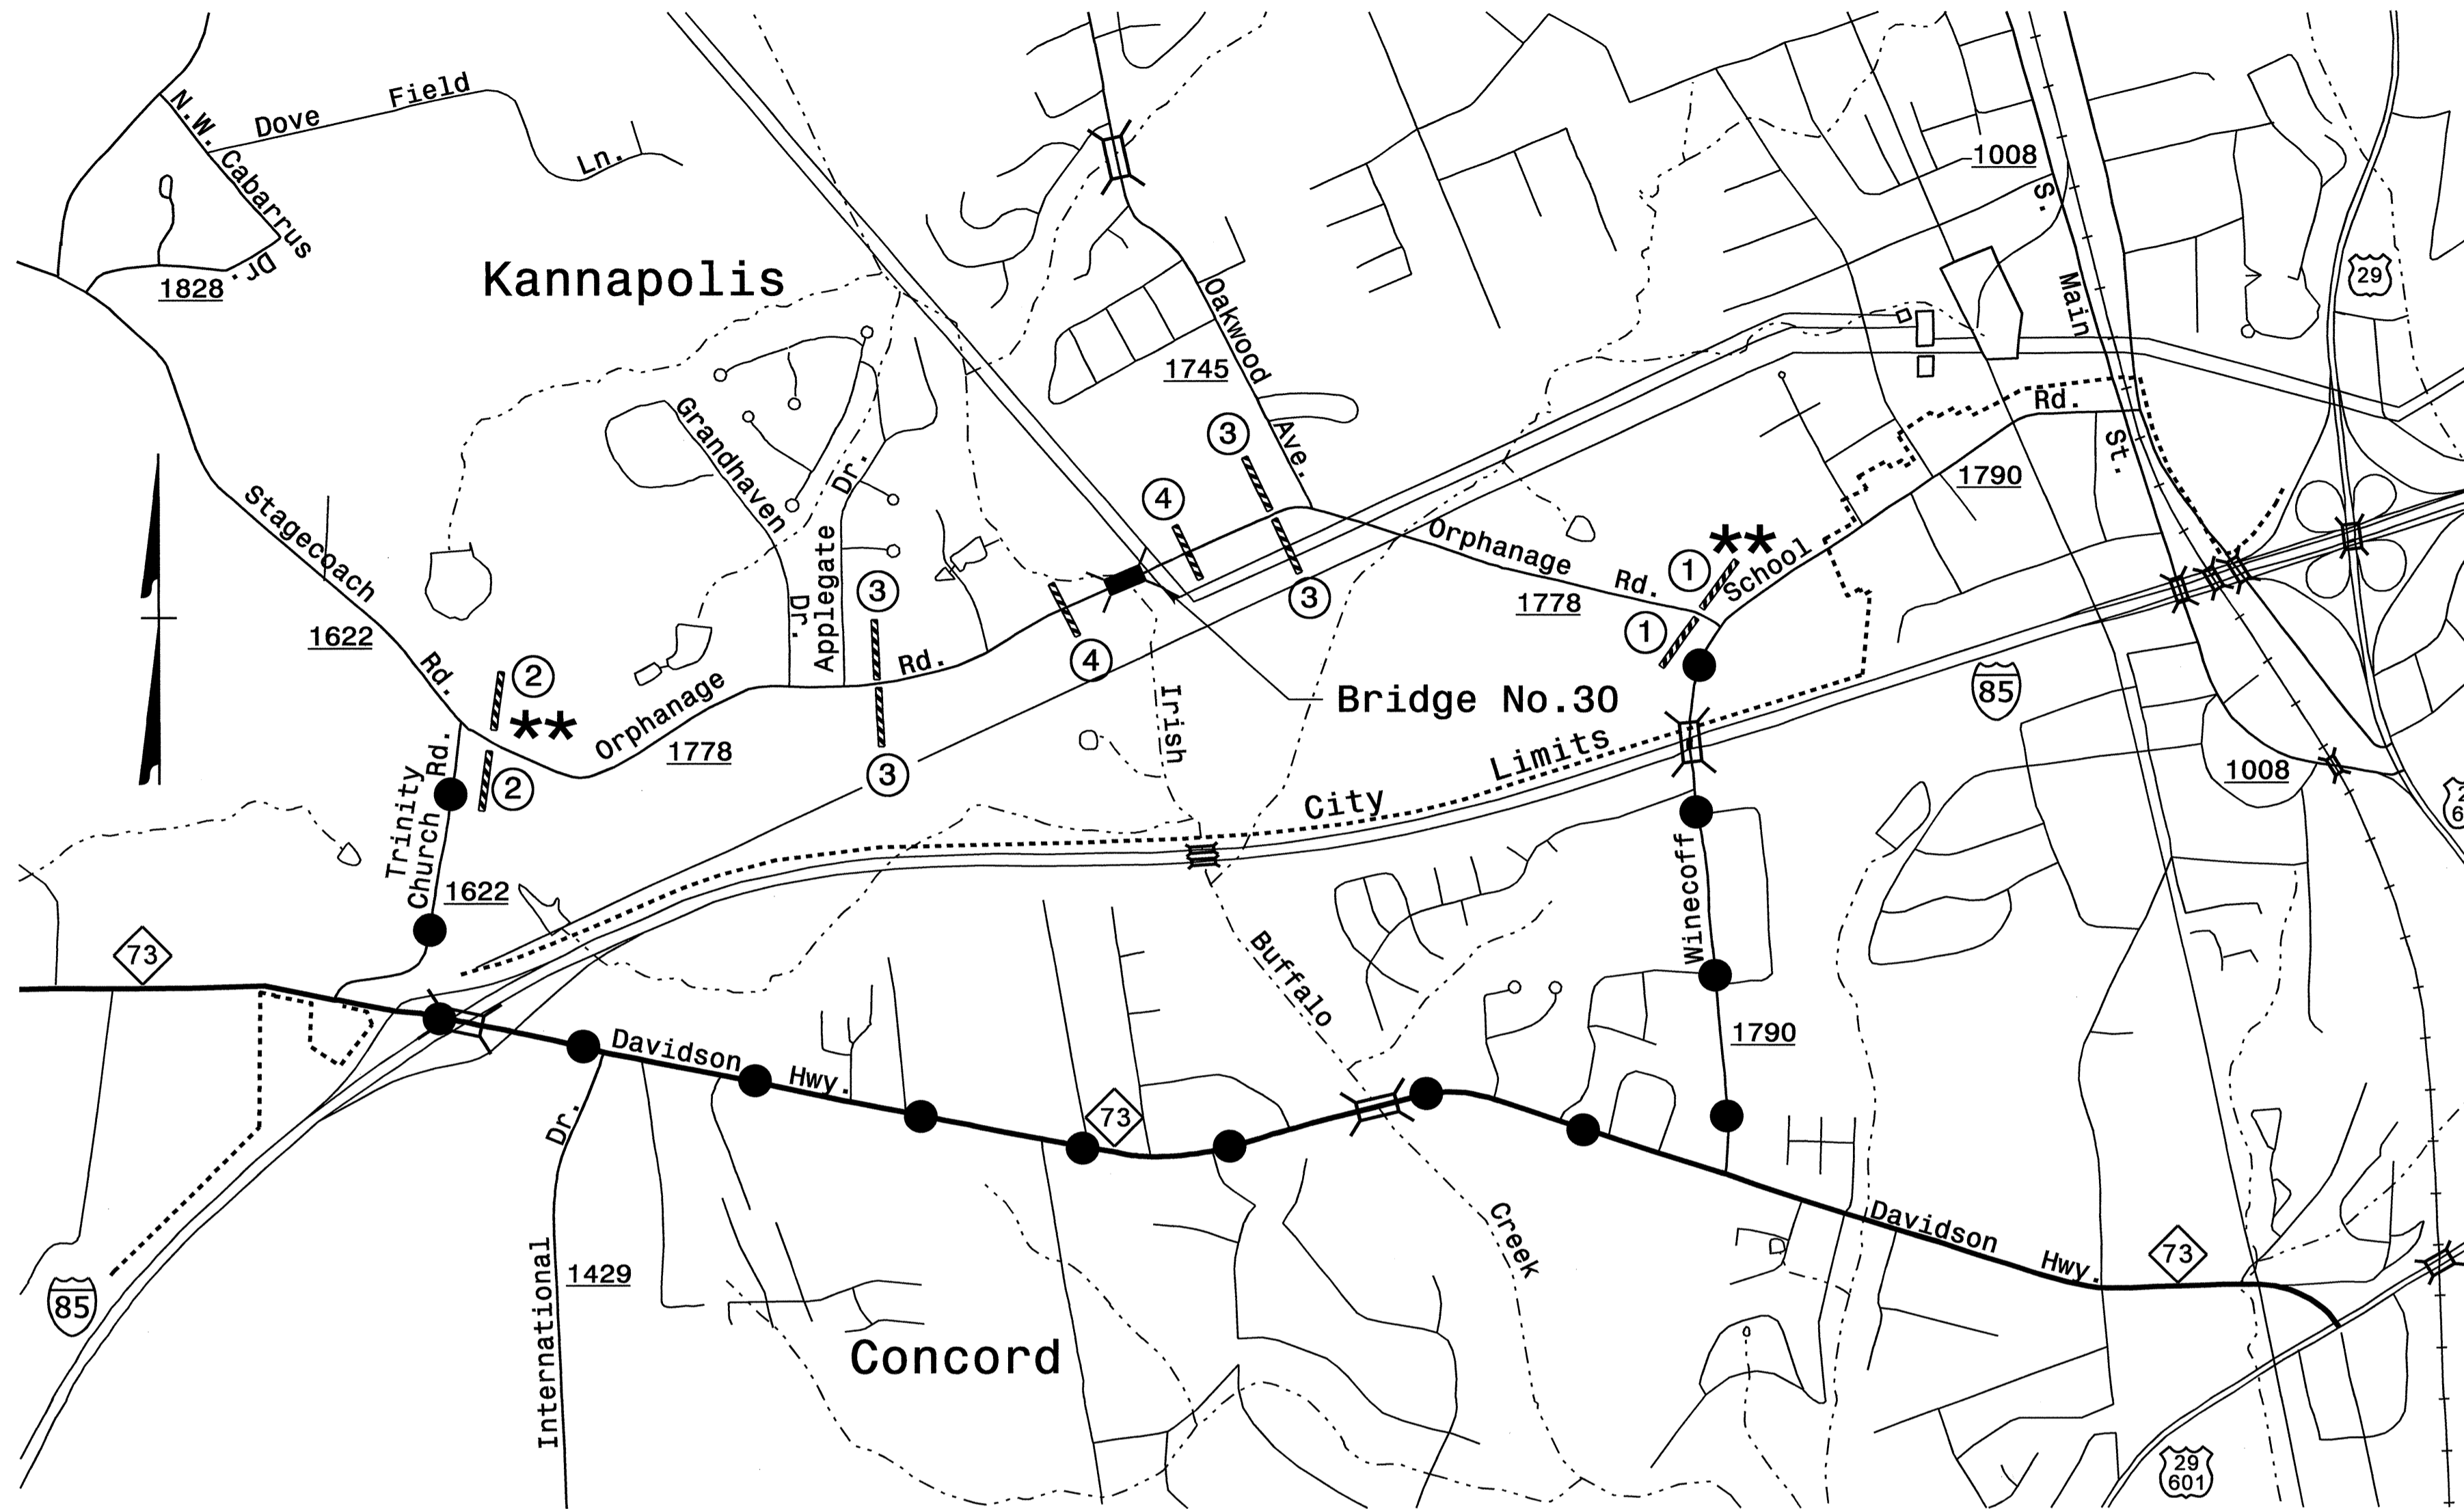 N.W. Cabarrus Dr.
Dove Field Ln.
1828
Kannapolis
1008
S. Main St.
29
Oakwood Ave.
1745
Grandhaven Dr.
Applegate Dr.
3
4
Rd.
1790
Stagecoach Rd.
1622
Orphanage Rd.
1778
**
1
School
3
3
1
2
**
2
Orphanage Rd.
1778
3
4
Bridge No.30
Irish
85
City Limits
1008
Trinity Church Rd.
1622
73
Winecoff
Buffalo
1790
Davidson Hwy.
73
Creek
Davidson Hwy.
73
International Dr.
1429
85
Concord
29
601